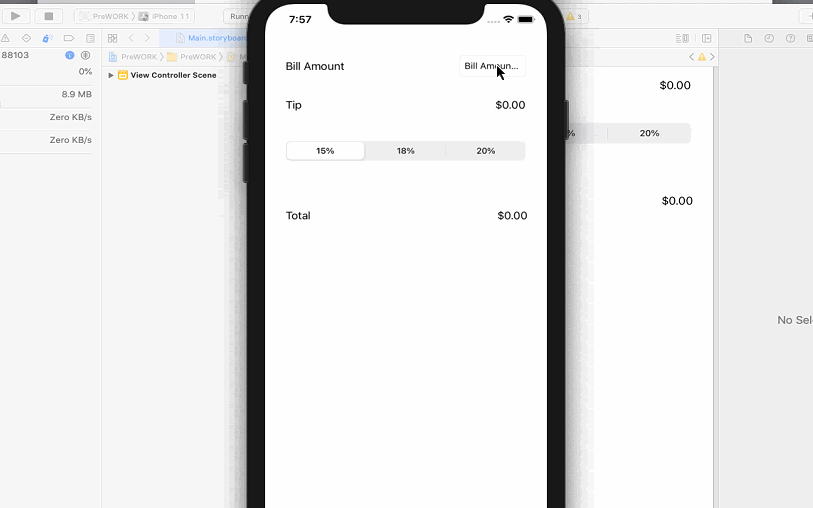 7:57
PreWORK
iPhone 11
Runn
3
88103
Main.storyboar
PreWORK
PreWORK
M
0%
View Controller Scene
8.9 MB
Zero KB/s
Zero KB/s
Bill Amount
Bill Amoun...
Tip
$0.00
15%
18%
20%
Total
$0.00
$0.00
%
20%
$0.00
No Sel